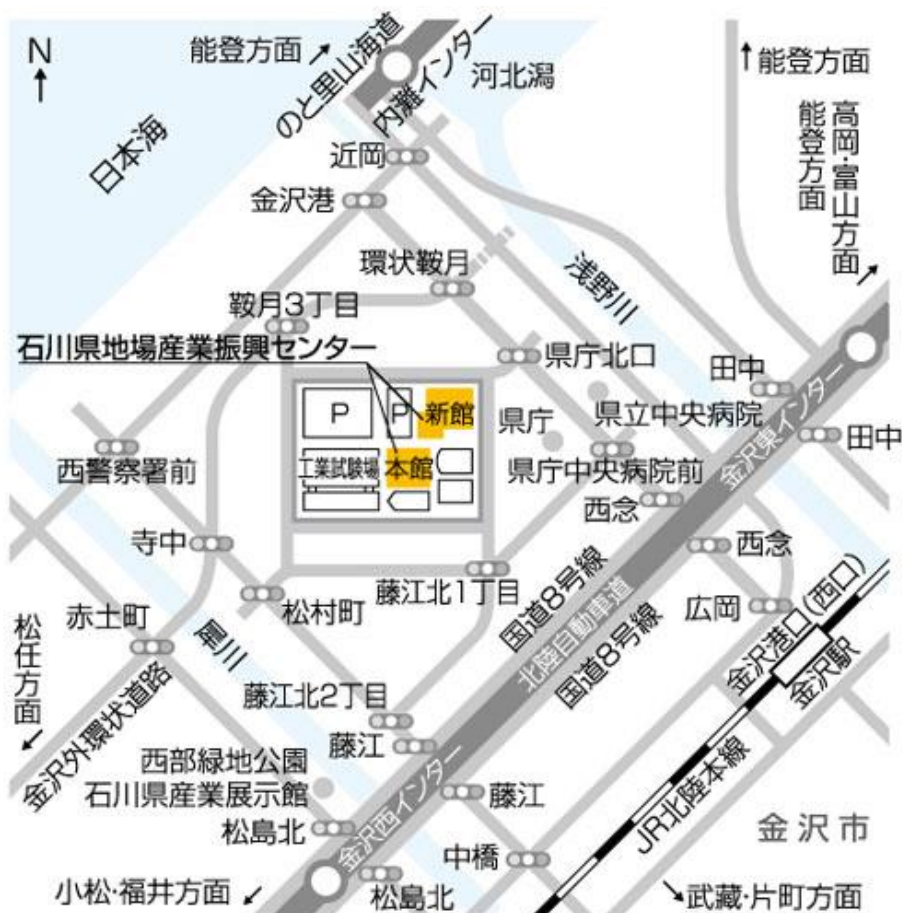 N
能登方面
のと里山海道
内灘インター
河北潟
能登方面
高岡・富山方面
能登方面
日本海
近岡
金沢港
環状鞍月
浅野川
鞍月3丁目
石川県地場産業振興センター
県庁北口
田中
P
P
新館
県庁
県立中央病院
金沢東インター
田中
西警察署前
工業試験場
本館
県庁中央病院前
西念
寺中
西念
藤江北1丁目
国道8号線
北陸自動車道
国道8号線
広岡
金沢港口(西口)
金沢駅
松村町
赤土町
松任方面
犀川
金沢外環状道路
藤江北2丁目
藤江
西部緑地公園
石川県産業展示館
藤江
JR北陸本線
松島北
金沢西インター
中橋
金沢市
小松・福井方面
松島北
武蔵・片町方面